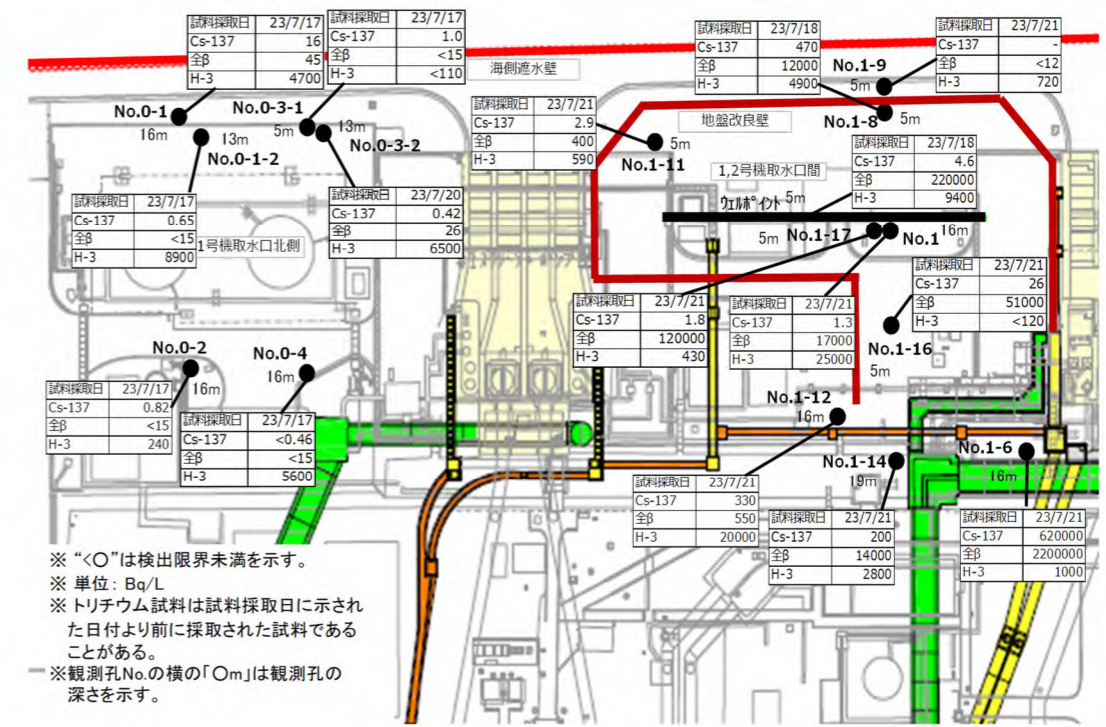 試料採取日 23/7/17
Cs-137 16
全β 45
H-3 4700
試料採取日 23/7/17
Cs-137 1.0
全β <15
H-3 <110
海側遮水壁
試料採取日 23/7/18
Cs-137 470
全β 12000
H-3 4900
試料採取日 23/7/21
Cs-137 -
全β <12
H-3 720
No.0-1
16m
No.0-3-1
5m
13m
No.0-1-2
13m
No.0-3-2
試料採取日 23/7/21
Cs-137 2.9
全β 400
H-3 590
5m
No.1-11
地盤改良壁
No.1-9
5m
No.1-8
5m
試料採取日 23/7/18
Cs-137 4.6
全β 220000
H-3 9400
1,2号機取水口間
ウェルポイント 5m
試料採取日 23/7/17
Cs-137 0.65
全β <15
H-3 8900
1号機取水口北側
試料採取日 23/7/20
Cs-137 0.42
全β 26
H-3 6500
5m No.1-17
No.1 16m
試料採取日 23/7/21
Cs-137 26
全β 51000
H-3 <120
試料採取日 23/7/21
Cs-137 1.8
全β 120000
H-3 430
試料採取日 23/7/21
Cs-137 1.3
全β 17000
H-3 25000
No.1-16
5m
No.0-2
16m
No.0-4
16m
試料採取日 23/7/17
Cs-137 0.82
全β <15
H-3 240
試料採取日 23/7/17
Cs-137 <0.46
全β <15
H-3 5600
No.1-12
16m
No.1-14
19m
No.1-6
16m
試料採取日 23/7/21
Cs-137 330
全β 550
H-3 20000
試料採取日 23/7/21
Cs-137 200
全β 14000
H-3 2800
試料採取日 23/7/21
Cs-137 620000
全β 2200000
H-3 1000
※ “<〇”は検出限界未満を示す。
※ 単位: Bq/L
※ トリチウム試料は試料採取日に示され
た日付より前に採取された試料である
ことがある。
※観測孔No.の横の「〇m」は観測孔の
深さを示す。